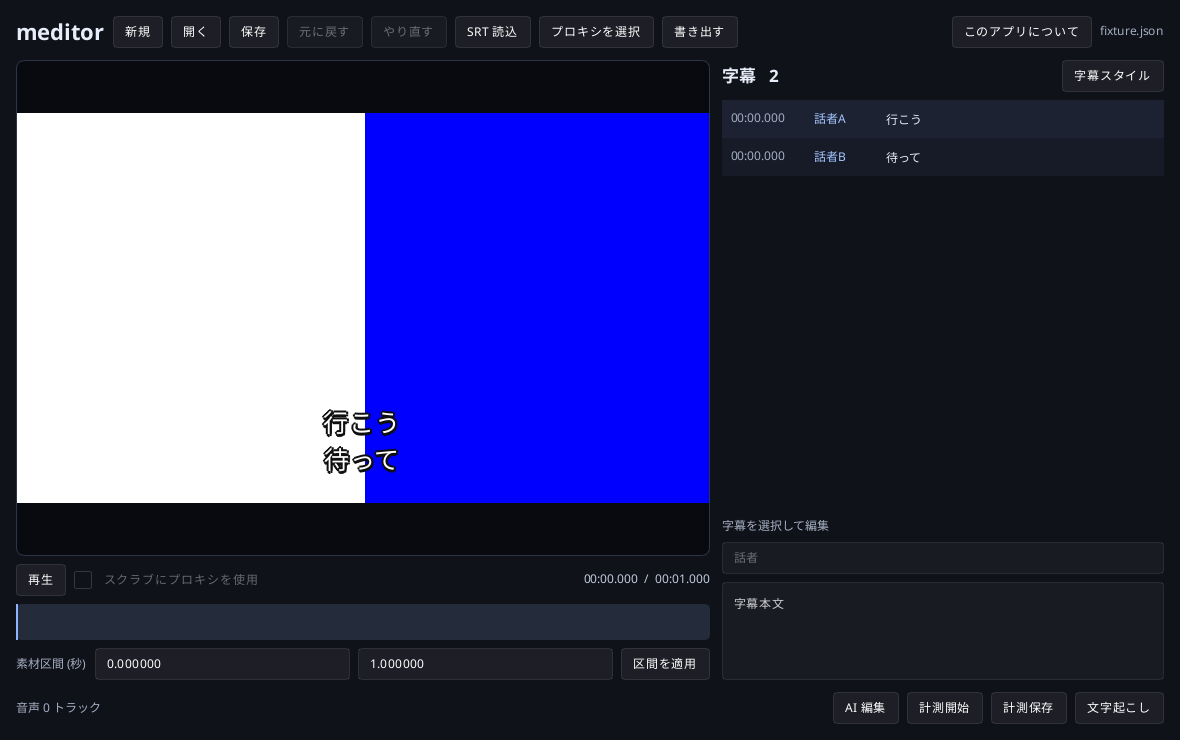 meditor 新規 開く 保存 元に戻す やり直す SRT 読込 プロキシを選択 書き出す このアプリについて fixture.json
字幕 2 字幕スタイル
00:00.000 話者A 行こう
00:00.000 話者B 待って
行こう
待って
字幕を選択して編集
話者
字幕本文
再生 スクラブにプロキシを使用 00:00.000 / 00:01.000
素材区間 (秒) 0.000000 1.000000 区間を適用
音声 0 トラック AI 編集 計測開始 計測保存 文字起こし